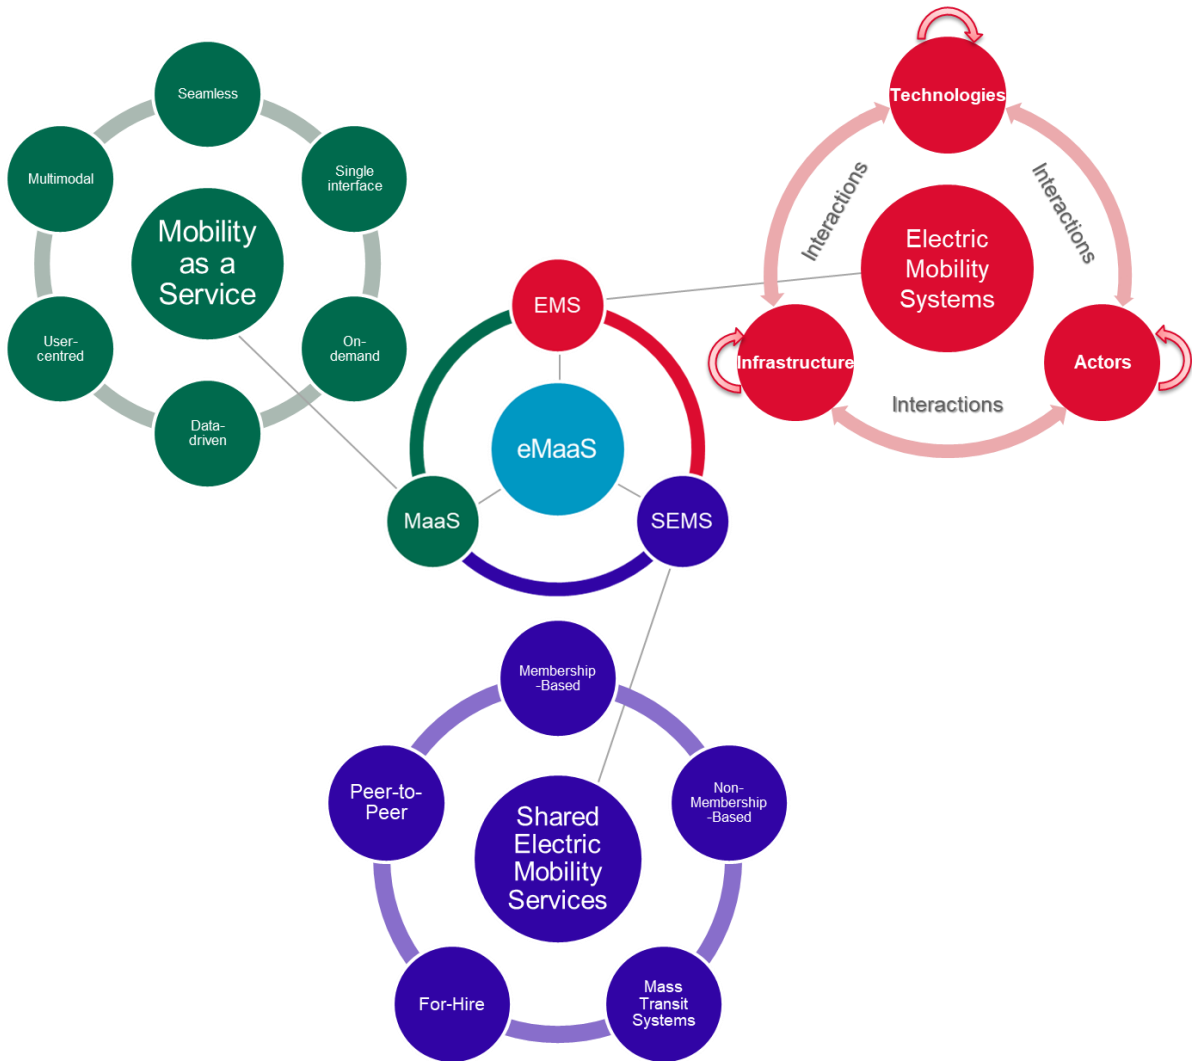 Seamless
Single
interface
On-
demand
Data-
driven
User-
centred
Multimodal
Mobility
as a
Service
Technologies
Interactions
Interactions
Electric
Mobility
Systems
Infrastructure
Actors
Interactions
EMS
eMaaS
MaaS
SEMS
Membership
-Based
Non-
Membership
-Based
Mass
Transit
Systems
For-Hire
Peer-to-
Peer
Shared
Electric
Mobility
Services